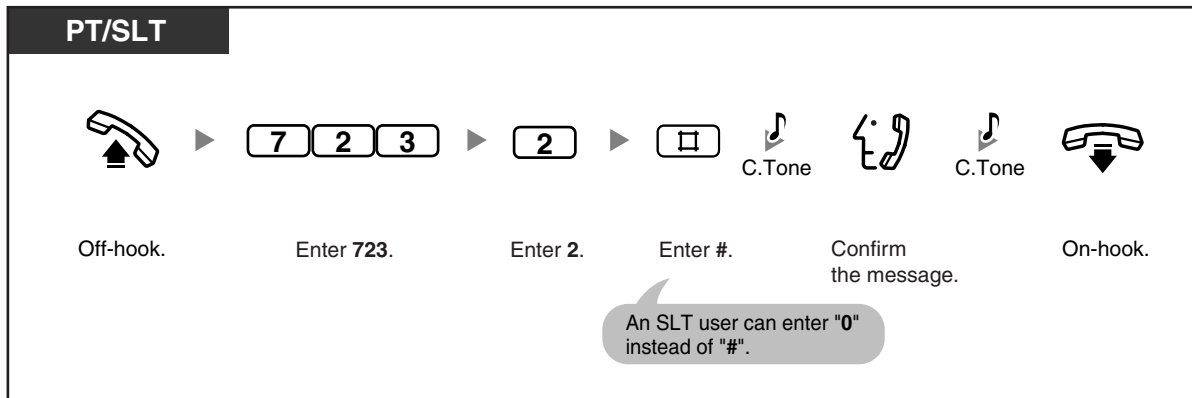 PT/SLT
7 2 3
2
#
C.Tone
C.Tone
Off-hook.
Enter 723.
Enter 2.
Enter #.
Confirm
the message.
On-hook.
An SLT user can enter "0"
instead of "#".